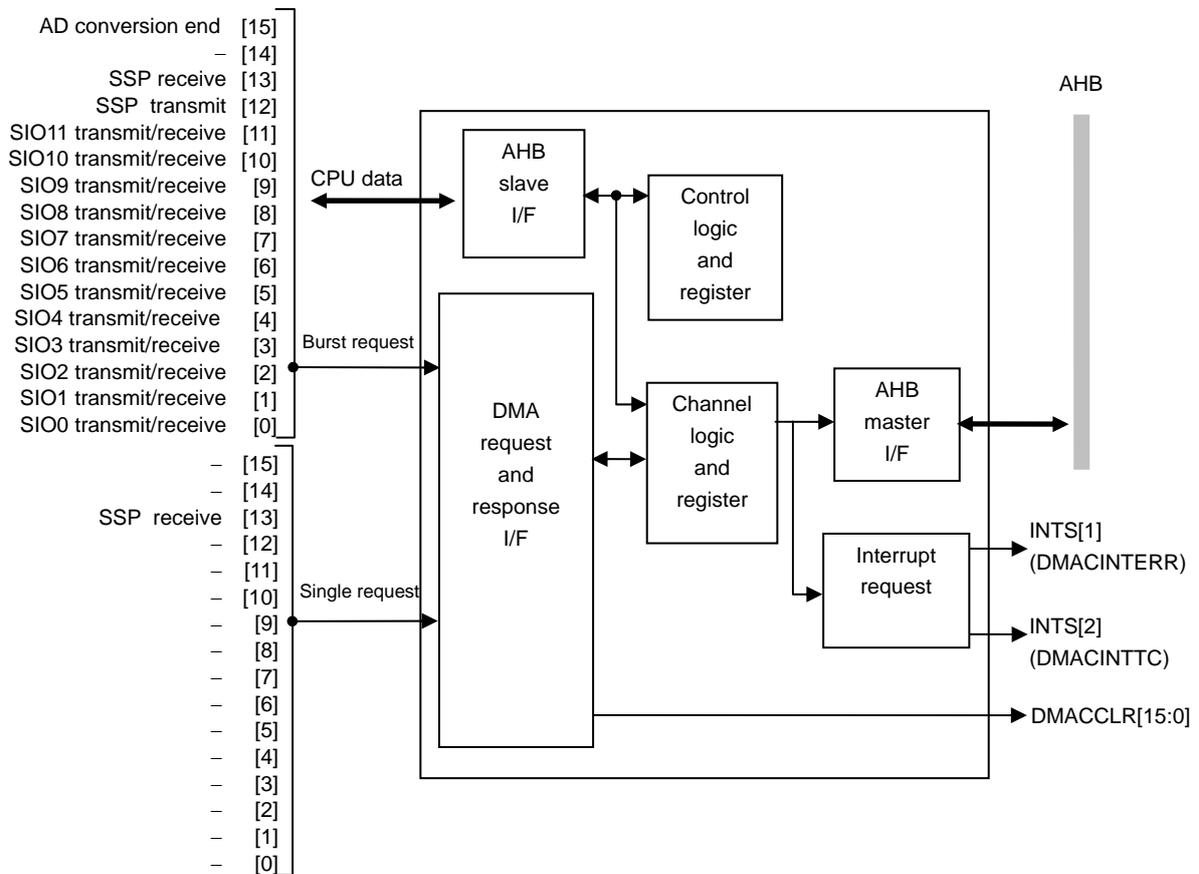 AD conversion end [15]
– [14]
SSP receive [13]
SSP transmit [12]
SIO11 transmit/receive [11]
SIO10 transmit/receive [10]
SIO9 transmit/receive [9]
SIO8 transmit/receive [8]
SIO7 transmit/receive [7]
SIO6 transmit/receive [6]
SIO5 transmit/receive [5]
SIO4 transmit/receive [4]
SIO3 transmit/receive [3]
SIO2 transmit/receive [2]
SIO1 transmit/receive [1]
SIO0 transmit/receive [0]
– [15]
– [14]
SSP receive [13]
– [12]
– [11]
– [10]
– [9]
– [8]
– [7]
– [6]
– [5]
– [4]
– [3]
– [2]
– [1]
– [0]
CPU data
Burst request
Single request
AHB
slave
I/F
Control
logic
and
register
DMA
request
and
response
I/F
Channel
logic
and
register
AHB
master
I/F
Interrupt
request
AHB
INTS[1]
(DMACINTERR)
INTS[2]
(DMACINTTC)
DMACCLR[15:0]